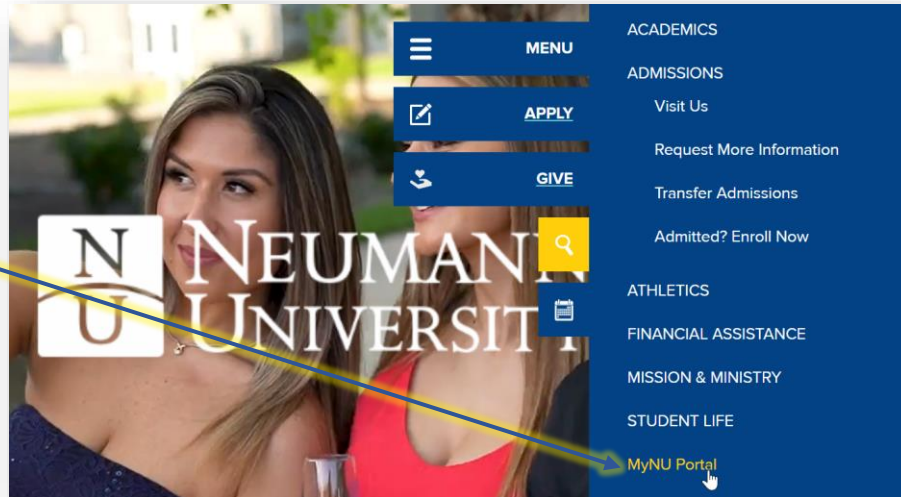 MENU
APPLY
GIVE
N
U
NEUMANN
UNIVERSIT
ACADEMICS
ADMISSIONS
Visit Us
Request More Information
Transfer Admissions
Admitted? Enroll Now
ATHLETICS
FINANCIAL ASSISTANCE
MISSION & MINISTRY
STUDENT LIFE
MyNU Portal